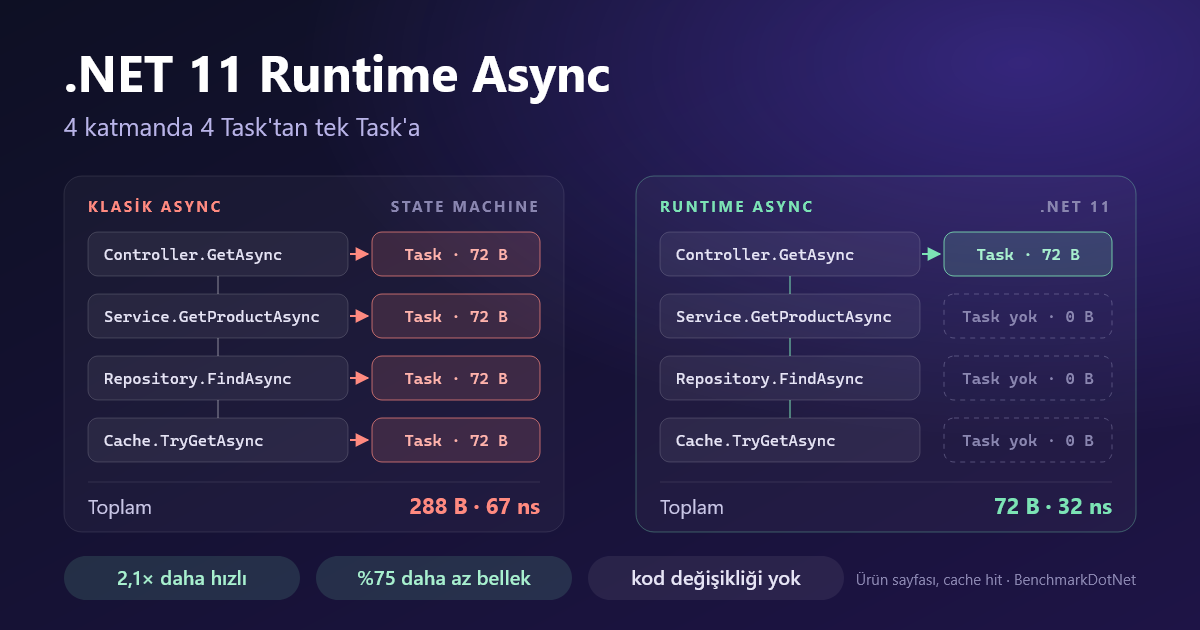 .NET 11 Runtime Async
4 katmanda 4 Task'tan tek Task'a
KLASİK ASYNC
STATE MACHINE
Controller.GetAsync
Task · 72 B
Service.GetProductAsync
Task · 72 B
Repository.FindAsync
Task · 72 B
Cache.TryGetAsync
Task · 72 B
Toplam
288 B · 67 ns
RUNTIME ASYNC
.NET 11
Controller.GetAsync
Task · 72 B
Service.GetProductAsync
Task yok · 0 B
Repository.FindAsync
Task yok · 0 B
Cache.TryGetAsync
Task yok · 0 B
Toplam
72 B · 32 ns
2,1× daha hızlı
%75 daha az bellek
kod değişikliği yok
Ürün sayfası, cache hit · BenchmarkDotNet